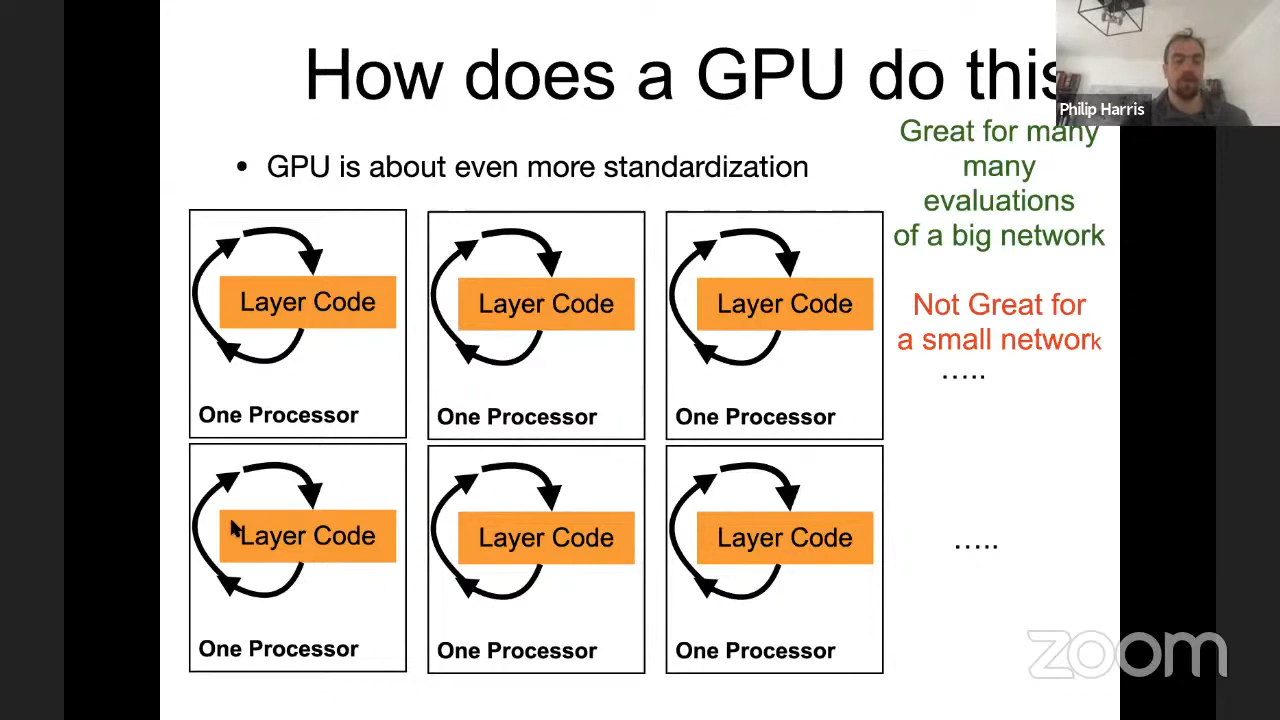 How does a GPU do this
Philip Harris
Great for many
many
evaluations
of a big network
• GPU is about even more standardization
Not Great for
a small network
…..
Layer Code
Layer Code
Layer Code
One Processor
One Processor
One Processor
Layer Code
Layer Code
Layer Code
…..
One Processor
One Processor
One Processor
zoom